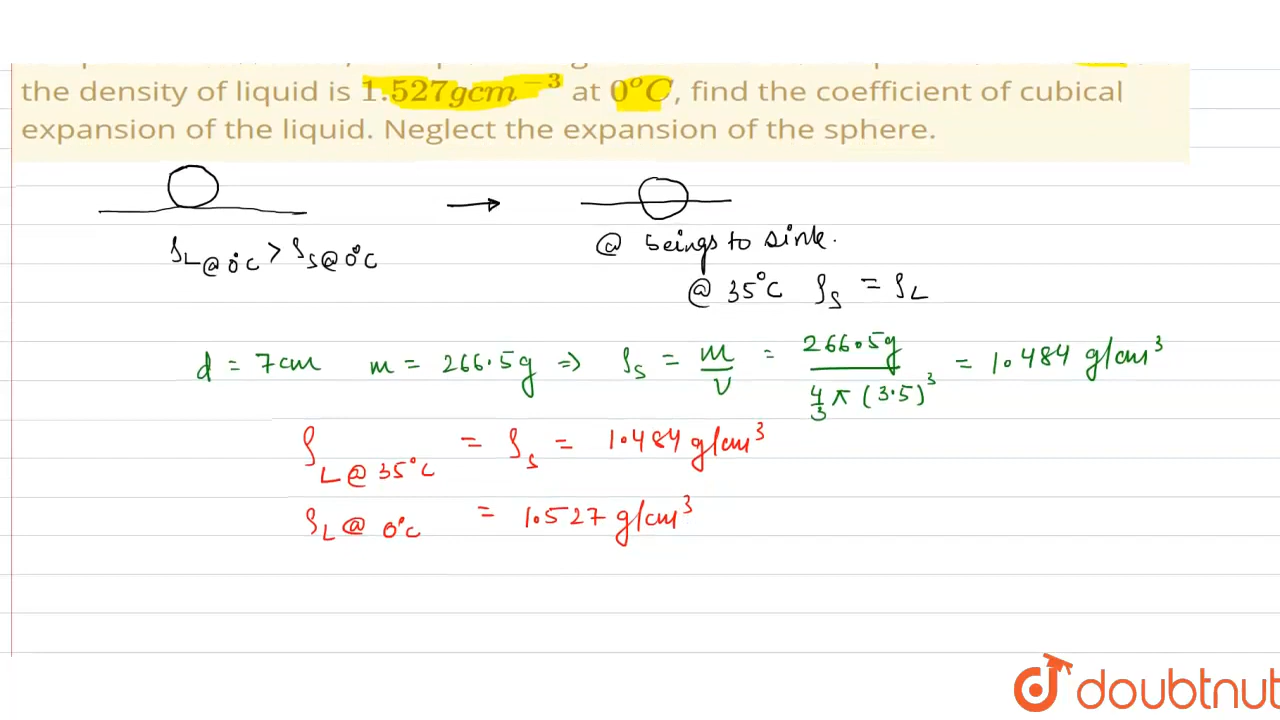 the density of liquid is 1.527gcm⁻³ at 0°C, find the coefficient of cubical
expansion of the liquid. Neglect the expansion of the sphere.
ρL@0°C > ρS@0°C
@ beings to sink.
@ 35°C ρS = ρL
d = 7cm m = 266.5g ⇒ ρS = m/V = 266.5g / 4/3 π (3.5)³ = 1.484 g/cm³
ρL@35°C = ρS = 1.484 g/cm³
ρL@0°C = 1.527 g/cm³
doubtnut